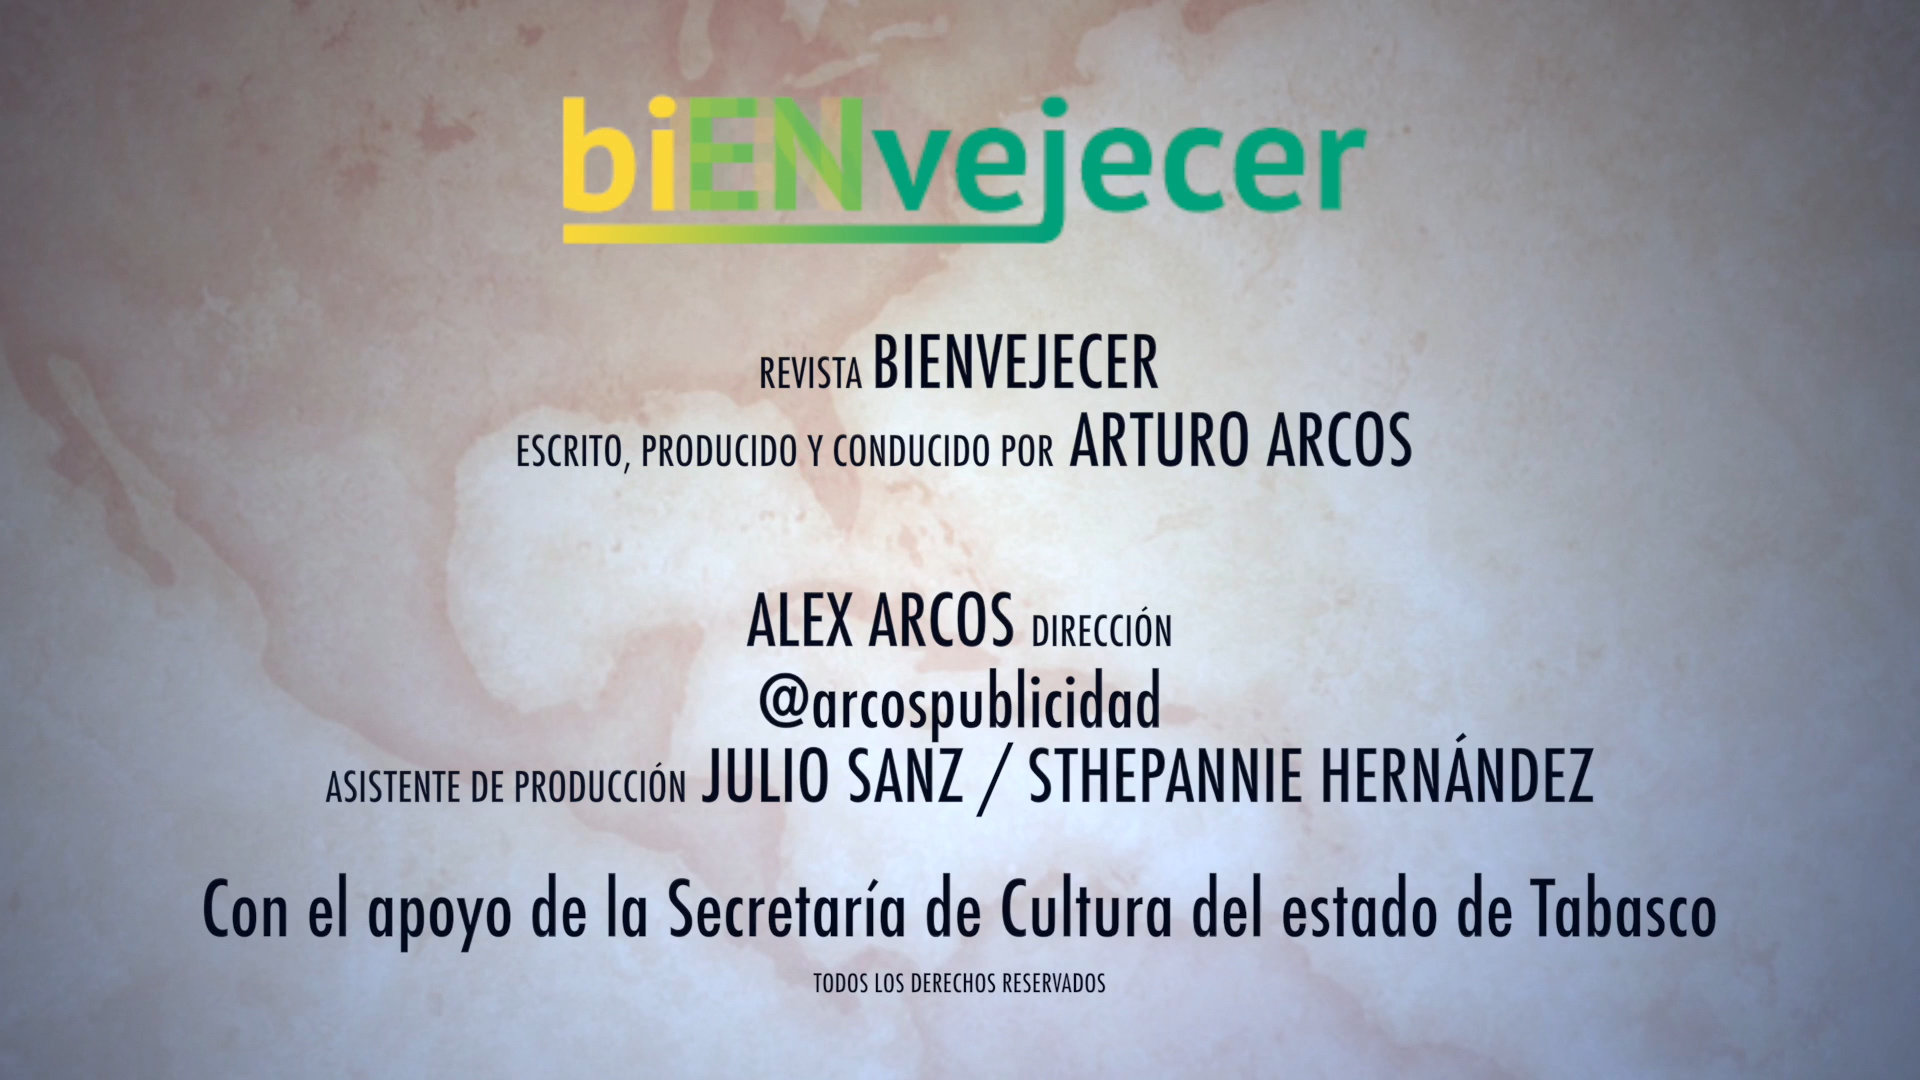 biENvejecer
REVISTA BIENVEJECER
ESCRITO, PRODUCIDO Y CONDUCIDO POR ARTURO ARCOS
ALEX ARCOS DIRECCIÓN
@arcospublicidad
ASISTENTE DE PRODUCCIÓN JULIO SANZ / STHEPANNIE HERNÁNDEZ
Con el apoyo de la Secretaría de Cultura del estado de Tabasco
TODOS LOS DERECHOS RESERVADOS